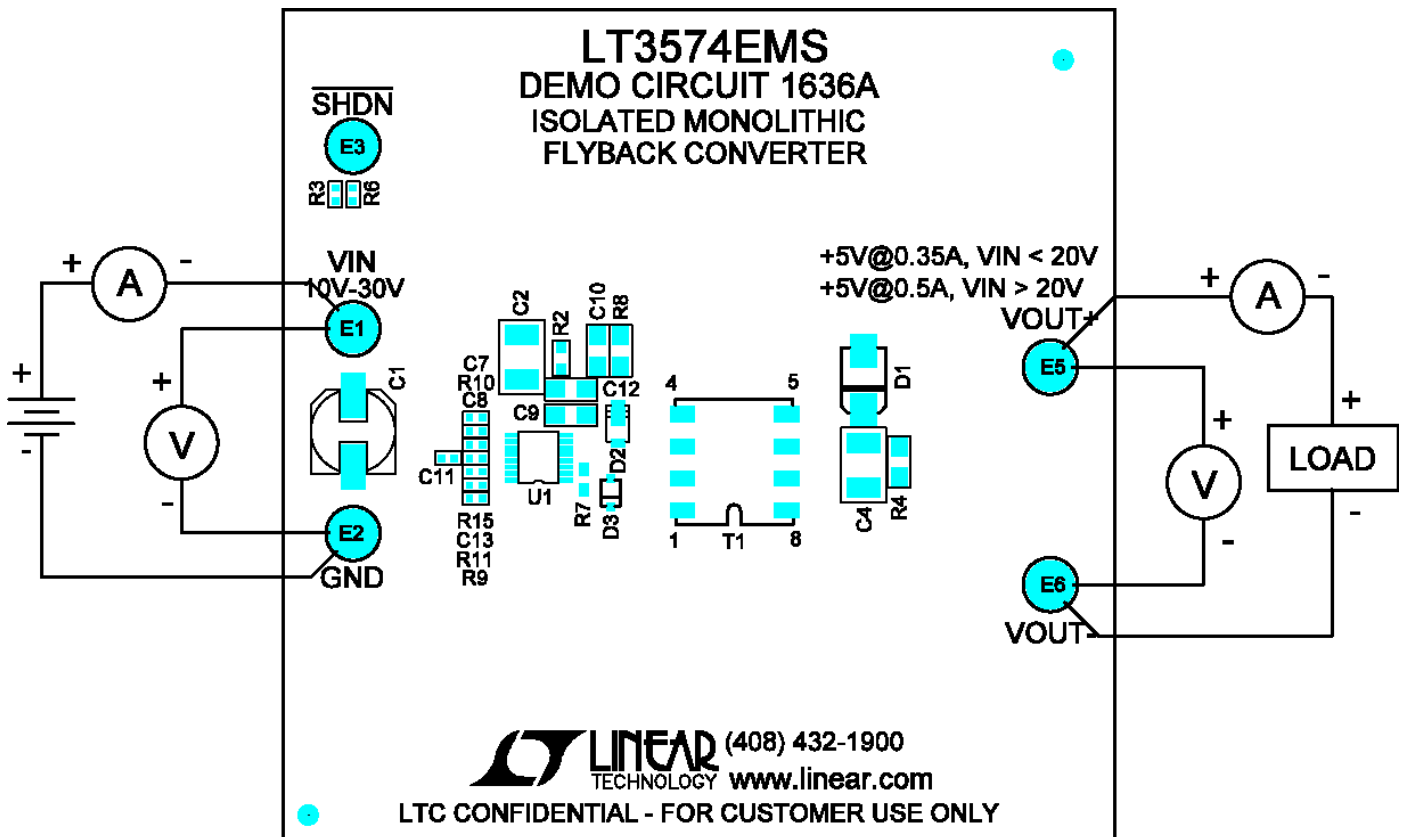 LT3574EMS
DEMO CIRCUIT 1636A
ISOLATED MONOLITHIC
FLYBACK CONVERTER
SHDN
E3
R3
R6
VIN
10V-30V
E1
C1
E2
GND
+
A
-
+
-
+
V
-
C2
R2
C10
R8
C7
R10
C8
C9
C12
C11
U1
R7
D2
D3
R15
C13
R11
R9
4
5
1
T1
8
D1
C4
R4
+5V@0.35A, VIN < 20V
+5V@0.5A, VIN > 20V
VOUT+
E5
E6
VOUT-
+
A
-
+
V
-
+
LOAD
-
LINEAR
TECHNOLOGY
(408) 432-1900
www.linear.com
LTC CONFIDENTIAL - FOR CUSTOMER USE ONLY